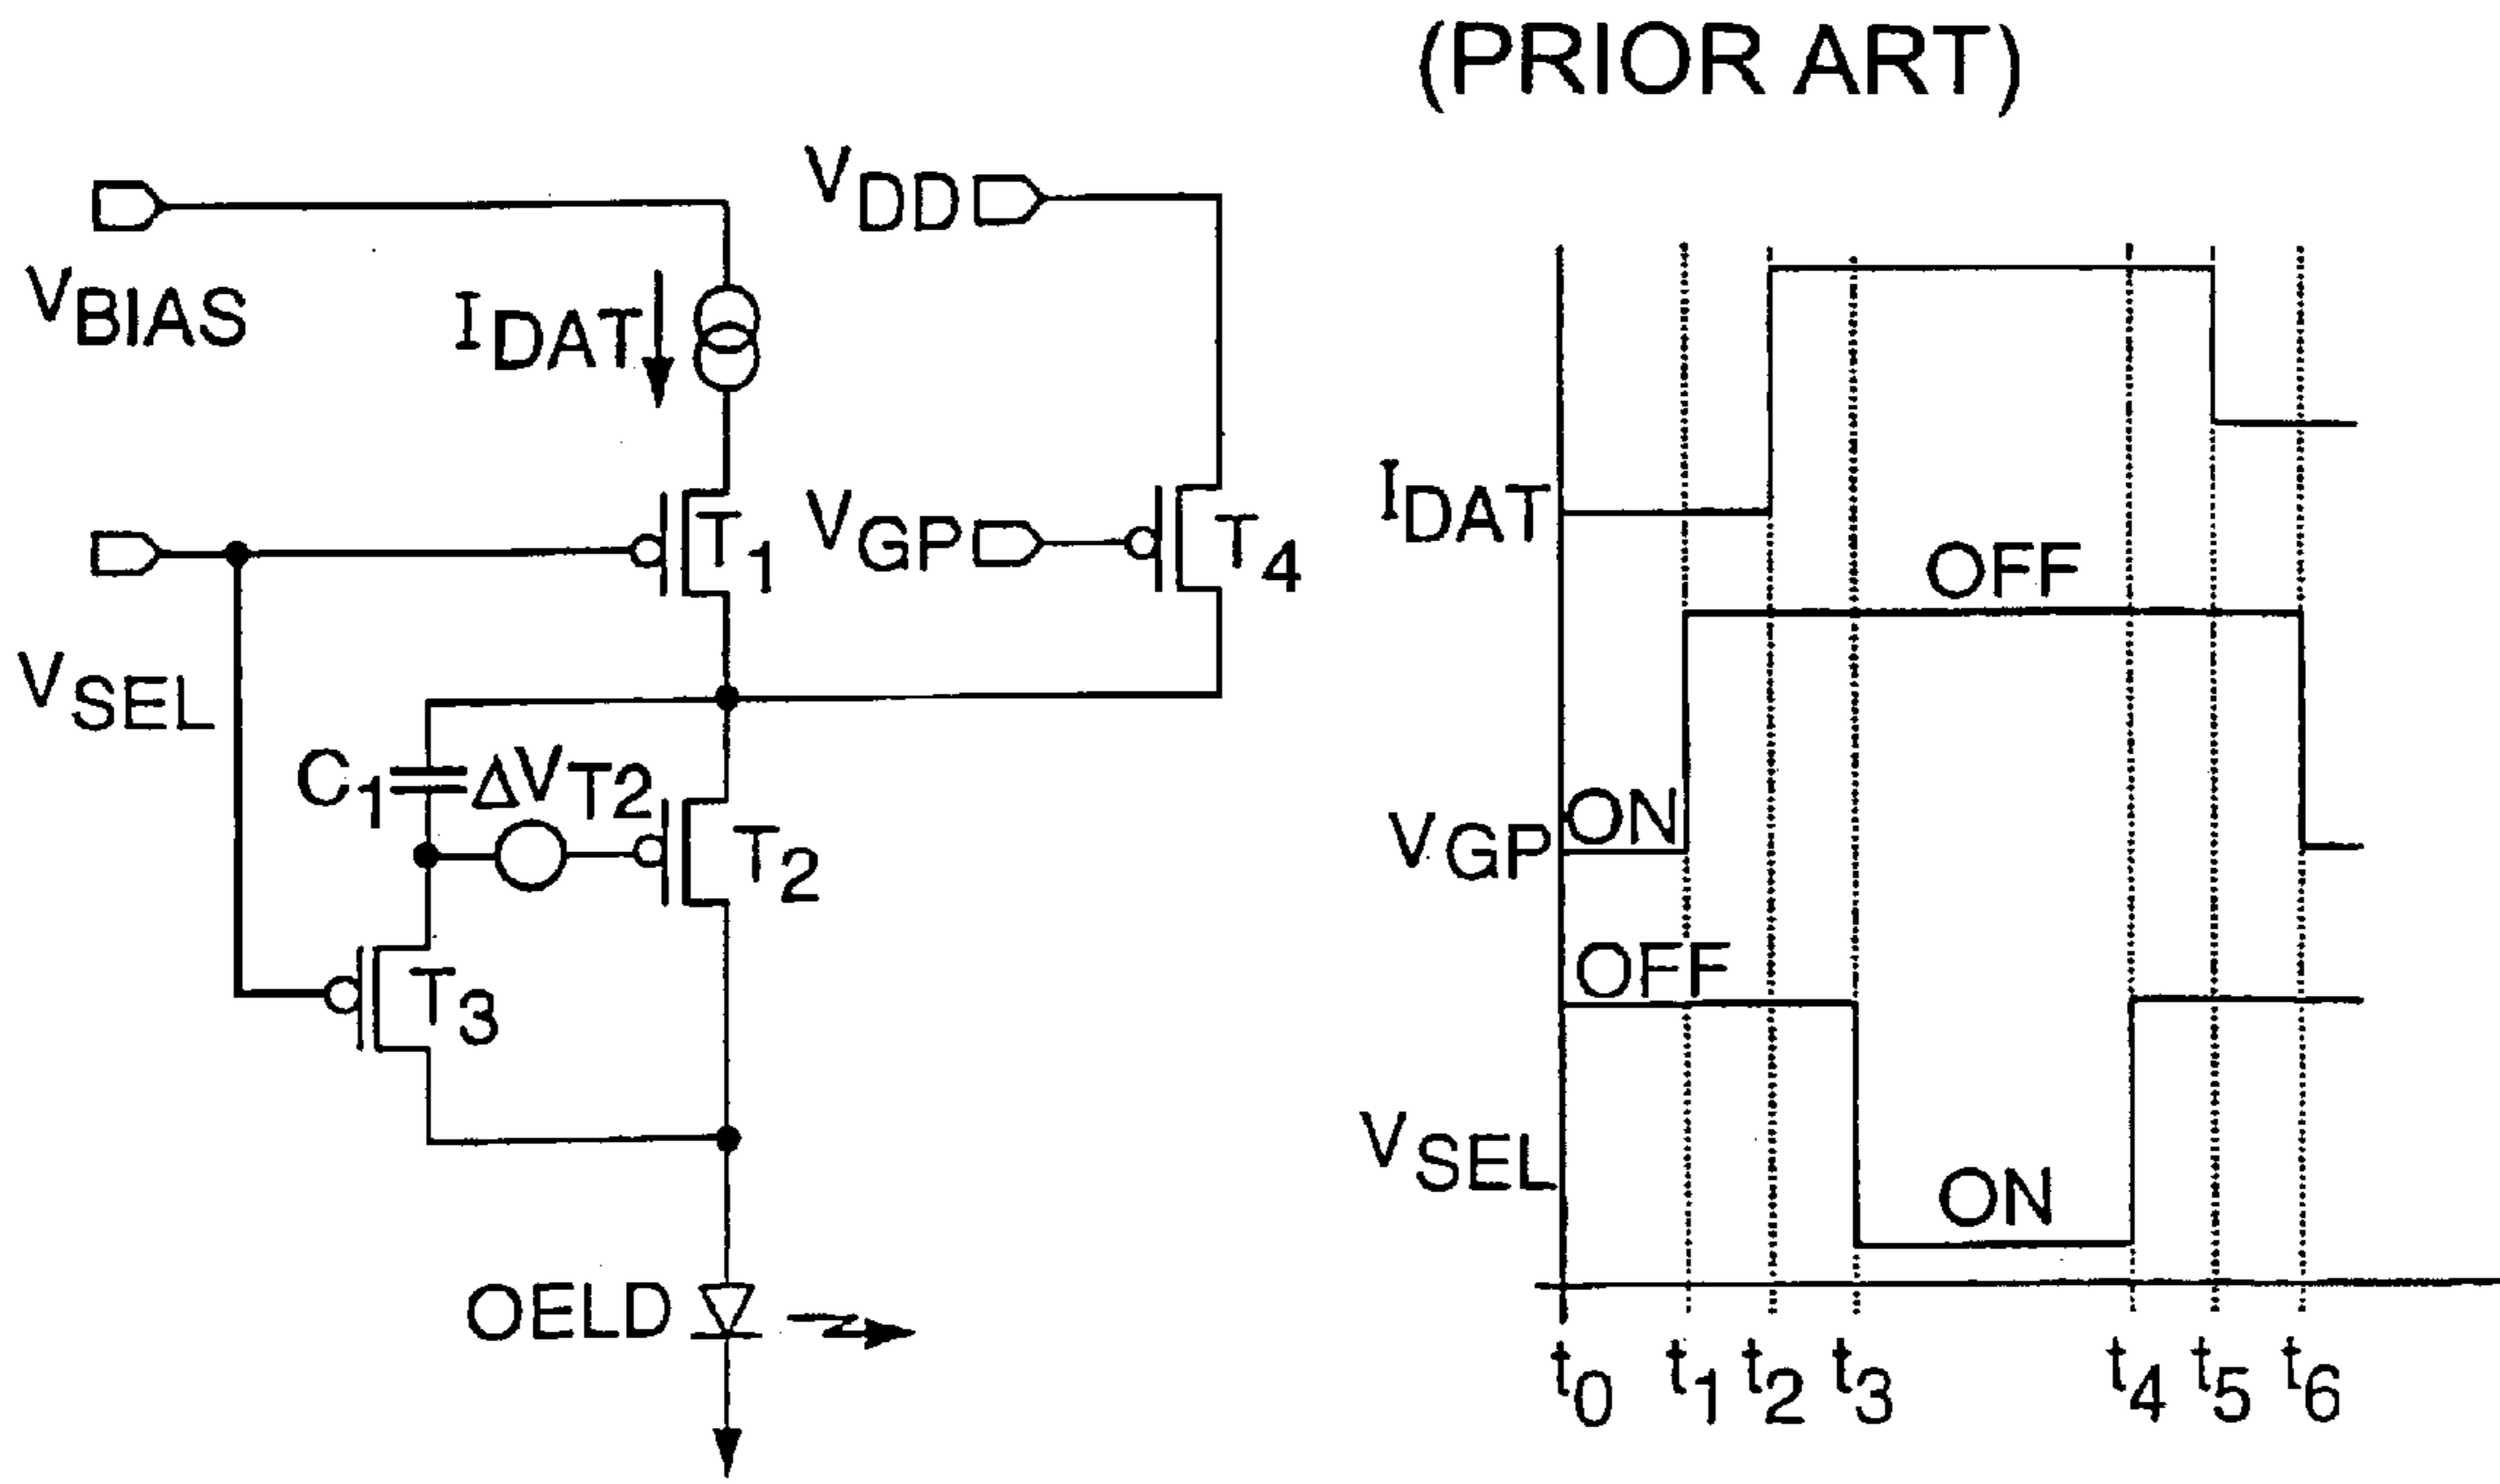 (PRIOR ART)
VDD
VBIAS
IDAT
T1
VGP
T4
VSEL
C1
ΔVT2
T2
T3
OELD
IDAT
OFF
VGP
ON
OFF
VSEL
ON
t0 t1 t2 t3 t4 t5 t6